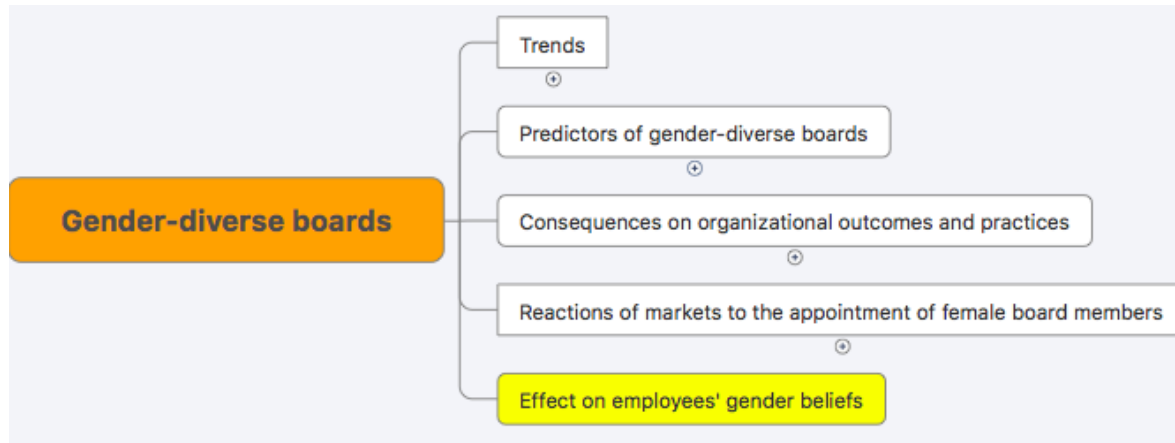 Trends
Predictors of gender-diverse boards
Gender-diverse boards
Consequences on organizational outcomes and practices
Reactions of markets to the appointment of female board members
Effect on employees' gender beliefs